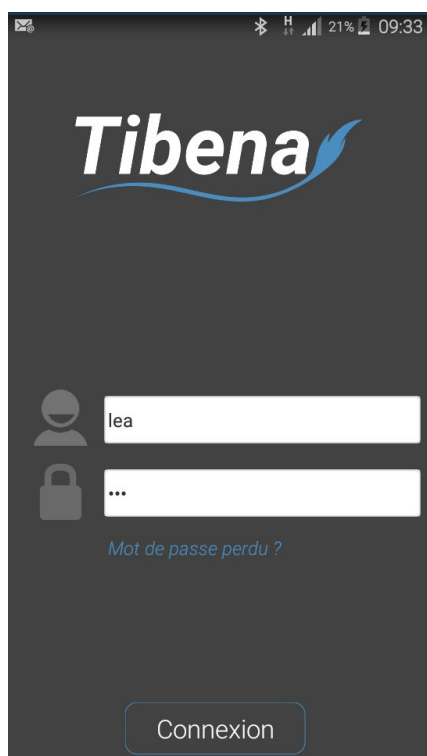 H 21% 09:33
Tibena
lea
•••
Mot de passe perdu ?
Connexion